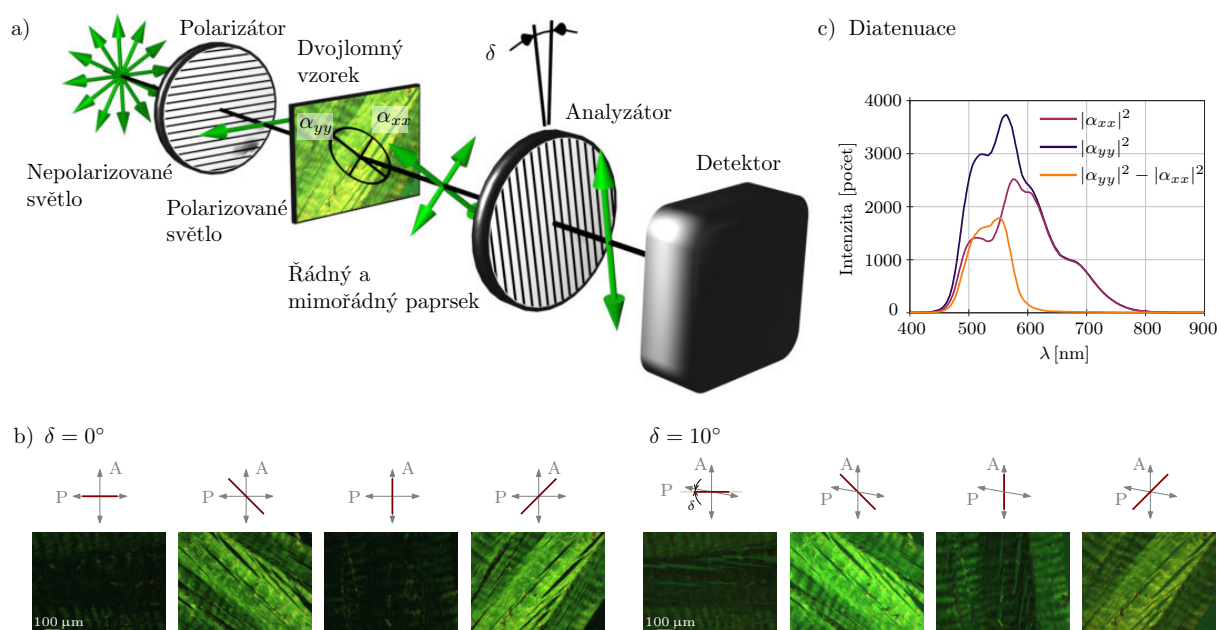 a)
Polarizátor
Dvojlomný
vzorek
δ
Analyzátor
α_yy
α_xx
Detektor
Nepolarizované
světlo
Polarizované
světlo
Řádný a
mimořádný paprsek
c) Diatenuace
Intenzita [počet]
4000
3000
2000
1000
0
400 500 600 700 800 900
λ [nm]
|α_xx|²
|α_yy|²
|α_yy|² − |α_xx|²
b) δ = 0°
P A
P A
P A
P A
100 µm
δ = 10°
P A
δ
P A
P A
P A
100 µm